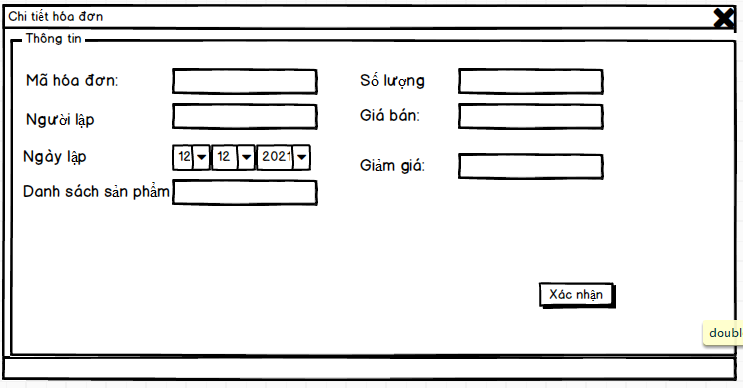 Chi tiết hóa đơn
Thông tin
Mã hóa đơn:
Số lượng
Người lập
Giá bán:
Ngày lập
12 12 2021
Giảm giá:
Danh sách sản phẩm
Xác nhận